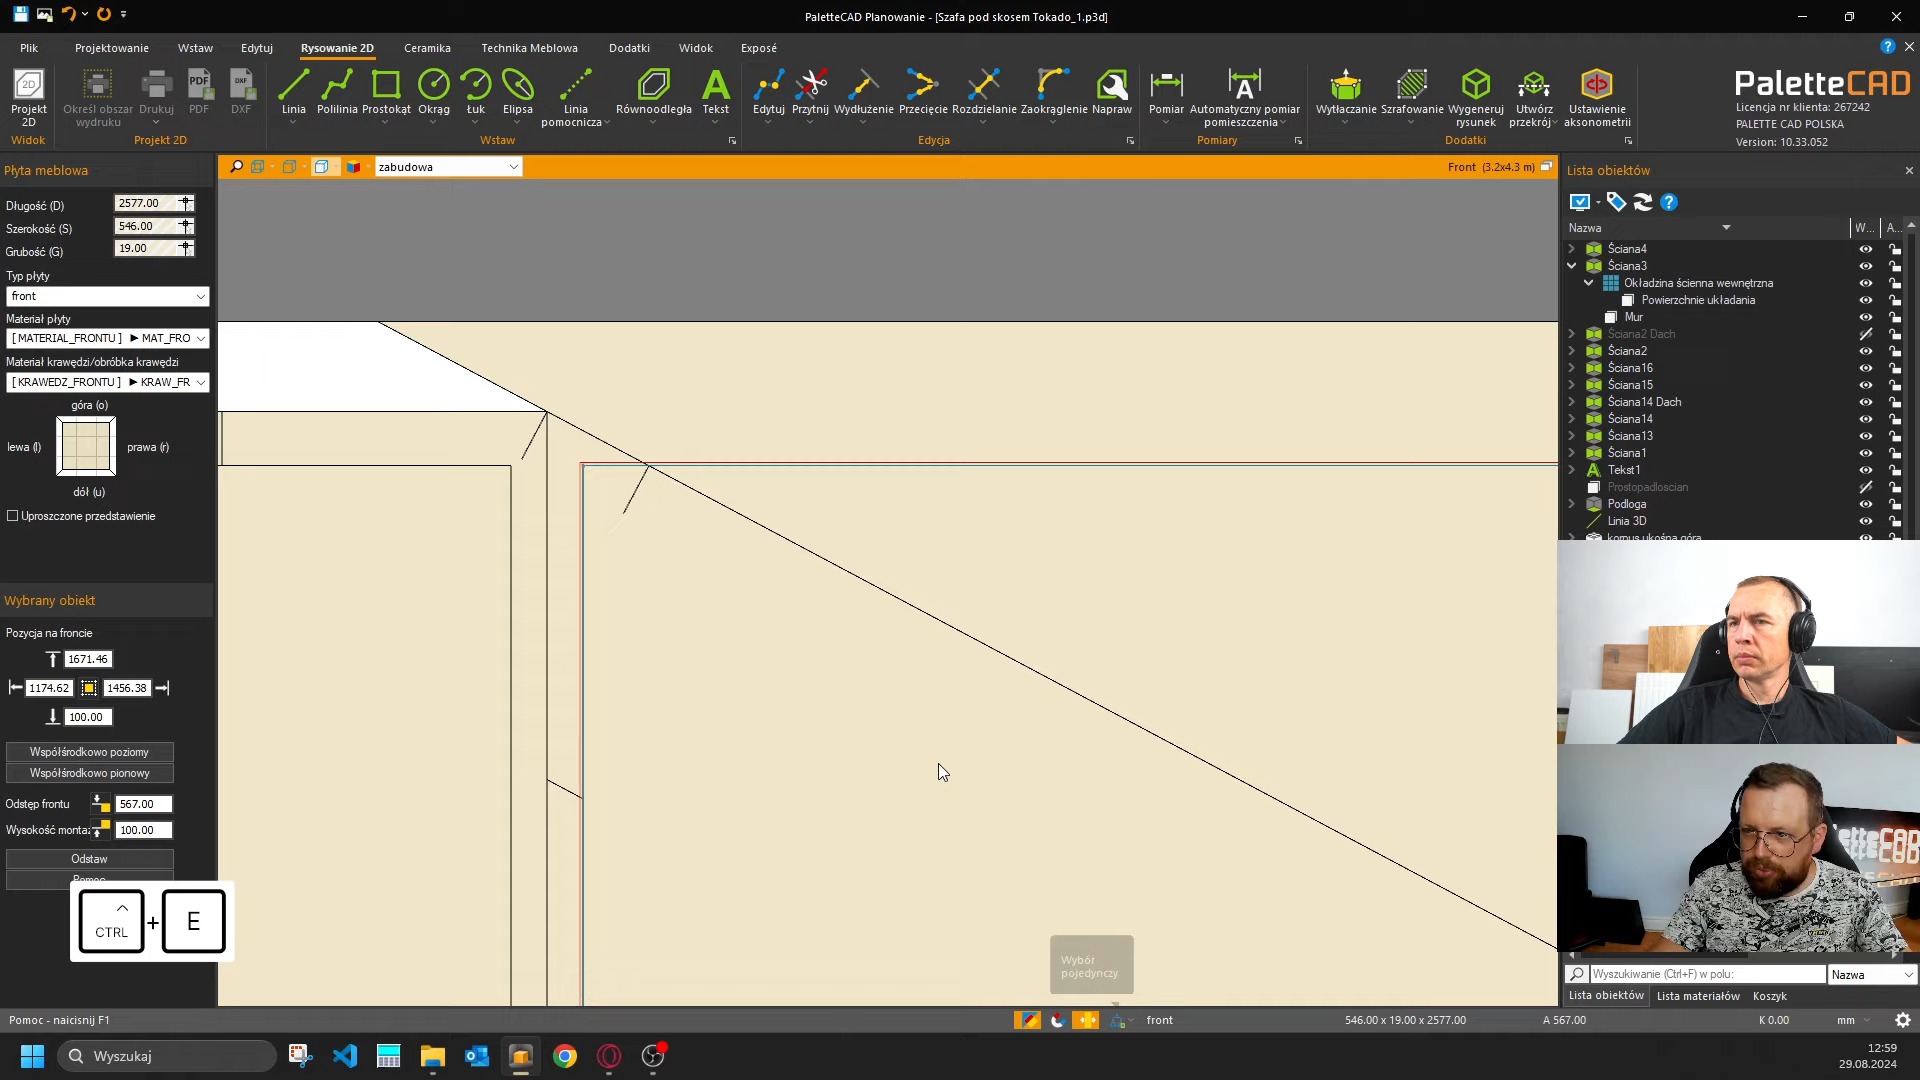 PaletteCAD Planowanie - [Szafa pod skosem Tokado_1.p3d]
Plik Projektowanie Wstaw Edytuj Rysowanie 2D Ceramika Technika Meblowa Dodatki Widok Exposé
2D PDF DXF
Projekt 2D
Określ obszar wydruku
Drukuj
PDF
DXF
Linia
Polilinia
Prostokąt
Okrąg
Łuk
Elipsa
Linia pomocnicza
Równoodległa
Tekst
Edytuj
Przytnij
Wydłużenie
Przecięcie
Rozdzielanie
Zaokrąglenie
Napraw
Pomiar
Automatyczny pomiar pomieszczenia
Wytłaczanie
Szrafowanie
Wygeneruj rysunek
Utwórz przekrój
Ustawienie aksonometrii
Widok Projekt 2D Wstaw Edycja Pomiary Dodatki
PaletteCAD
Licencja nr klienta: 267242
PALETTE CAD POLSKA
Version: 10.33.052
Płyta meblowa
zabudowa
Front (3.2x4.3 m)
Lista obiektów
Długość (D) 2577.00
Szerokość (S) 546.00
Grubość (G) 19.00
Typ płyty
front
Materiał płyty
[ MATERIAL_FRONTU ] ► MAT_FRO
Materiał krawędzi/obróbka krawędzi
[ KRAWEDZ_FRONTU ] ► KRAW_FR
góra (o)
lewa (l) prawa (r)
dół (u)
Uproszczone przedstawienie
Wybrany obiekt
Pozycja na froncie
1671.46
1174.62 1456.38
100.00
Współśrodkowo poziomy
Współśrodkowo pionowy
Odstęp frontu 567.00
Wysokość montaż 100.00
Odstaw
Pomoc
CTRL + E
Wybór
pojedynczy
Nazwa W... A...
Ściana4
Ściana3
Okładzina ścienna wewnętrzna
Powierzchnie układania
Mur
Ściana2 Dach
Ściana2
Ściana16
Ściana15
Ściana14 Dach
Ściana14
Ściana13
Ściana1
Tekst1
Prostopadloscian
Podloga
Linia 3D
korpus ukośna góra
Wyszukiwanie (Ctrl+F) w polu: Nazwa
Lista obiektów Lista materiałów Koszyk
Pomoc - naicisnij F1
front
546.00 x 19.00 x 2577.00
A 567.00
K 0.00
mm
Wyszukaj
12:59
29.08.2024